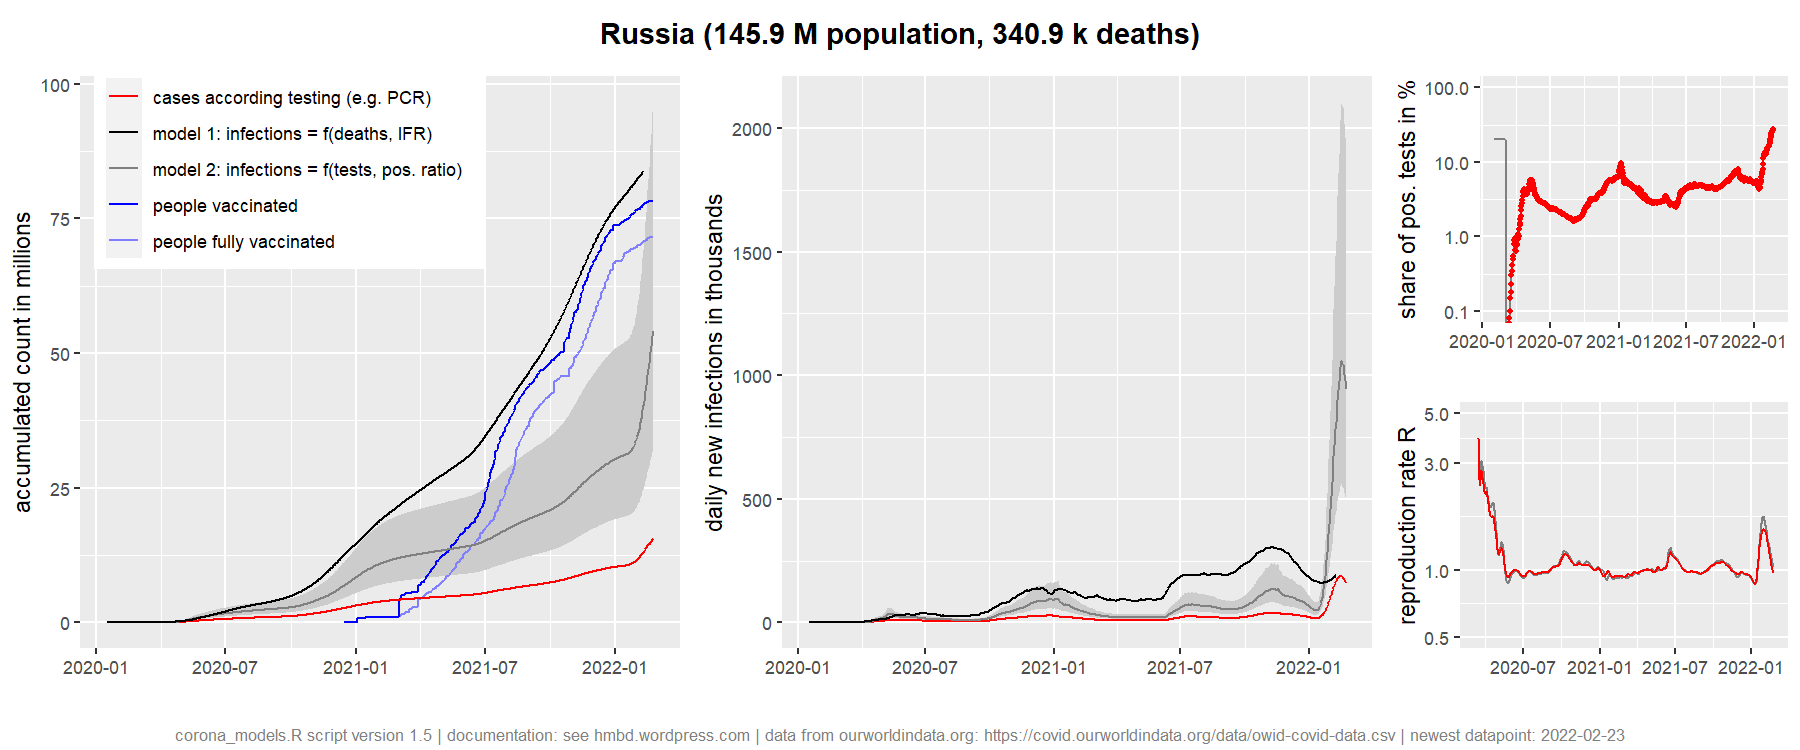 Russia (145.9 M population, 340.9 k deaths)
accumulated count in millions
100
75
50
25
0
cases according testing (e.g. PCR)
model 1: infections = f(deaths, IFR)
model 2: infections = f(tests, pos. ratio)
people vaccinated
people fully vaccinated
2020-01 2020-07 2021-01 2021-07 2022-01
daily new infections in thousands
2000
1500
1000
500
0
2020-01 2020-07 2021-01 2021-07 2022-01
share of pos. tests in %
100.0
10.0
1.0
0.1
2020-01 2020-07 2021-01 2021-07 2022-01
reproduction rate R
5.0
3.0
1.0
0.5
2020-07 2021-01 2021-07 2022-01
corona_models.R script version 1.5 | documentation: see hmbd.wordpress.com | data from ourworldindata.org: https://covid.ourworldindata.org/data/owid-covid-data.csv | newest datapoint: 2022-02-23